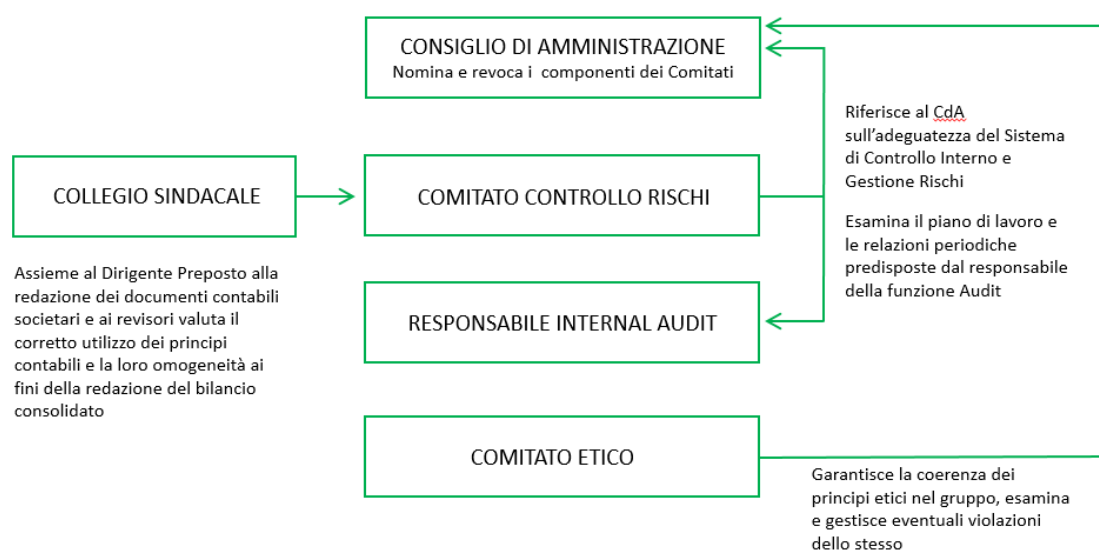 CONSIGLIO DI AMMINISTRAZIONE
Nomina e revoca i componenti dei Comitati
Riferisce al CdA
sull’adeguatezza del Sistema
di Controllo Interno e
Gestione Rischi
COLLEGIO SINDACALE
COMITATO CONTROLLO RISCHI
Esamina il piano di lavoro e
le relazioni periodiche
predisposte dal responsabile
della funzione Audit
Assieme al Dirigente Preposto alla
redazione dei documenti contabili
societari e ai revisori valuta il
corretto utilizzo dei principi
contabili e la loro omogeneità ai
fini della redazione del bilancio
consolidato
RESPONSABILE INTERNAL AUDIT
COMITATO ETICO
Garantisce la coerenza dei
principi etici nel gruppo, esamina
e gestisce eventuali violazioni
dello stesso